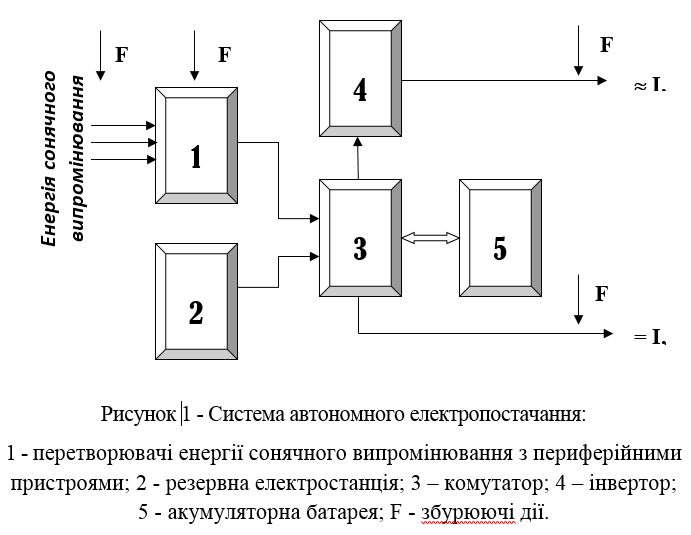 F
F
F
Енергія сонячного
випромінювання
4
≈ I,
1
3
5
2
F
= I,
Рисунок 1 - Система автономного електропостачання:
1 - перетворювачі енергії сонячного випромінювання з периферійними
пристроями; 2 - резервна електростанція; 3 – комутатор; 4 – інвертор;
5 - акумуляторна батарея; F - збурюючі дії.